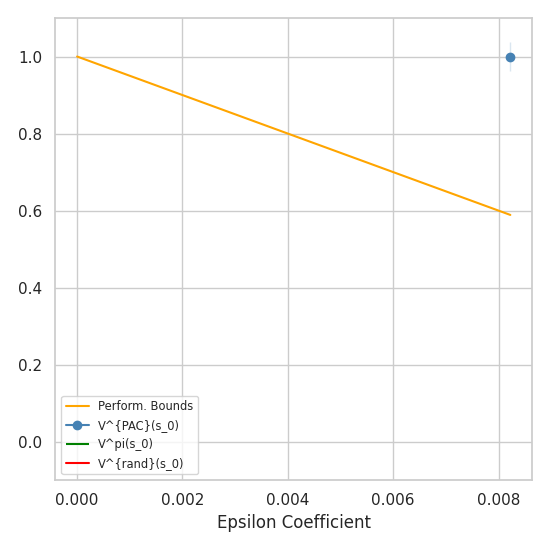 1.0
0.8
0.6
0.4
0.2
0.0
Perform. Bounds
V^{PAC}(s_0)
V^pi(s_0)
V^{rand}(s_0)
0.000 0.002 0.004 0.006 0.008
Epsilon Coefficient